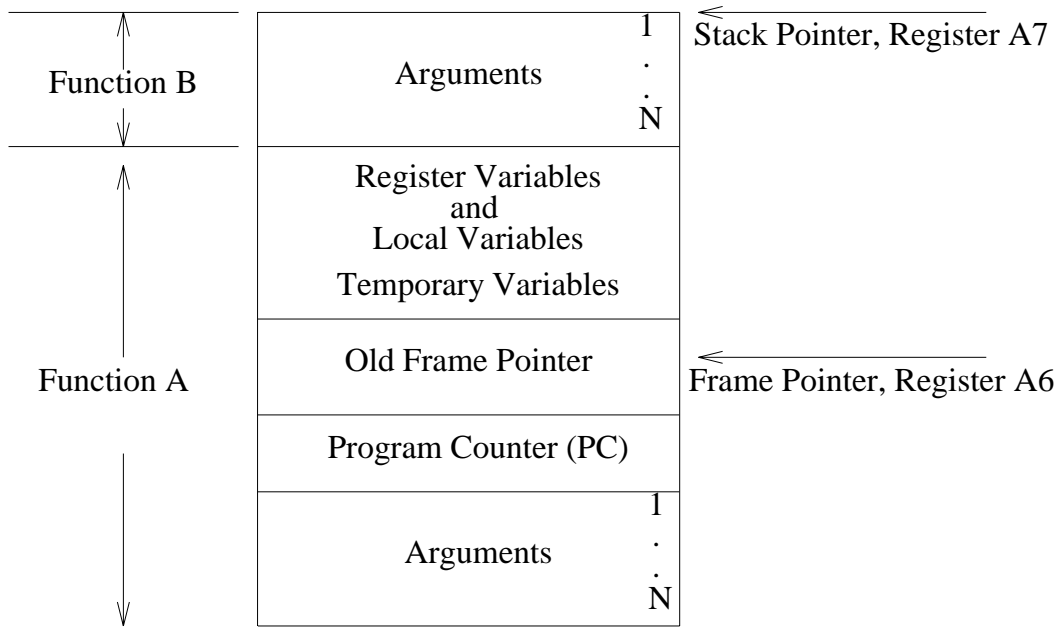 1
Stack Pointer, Register A7
Function B
Arguments
.
.
N
Register Variables
and
Local Variables
Temporary Variables
Old Frame Pointer
Function A
Frame Pointer, Register A6
Program Counter (PC)
1
Arguments
.
.
N